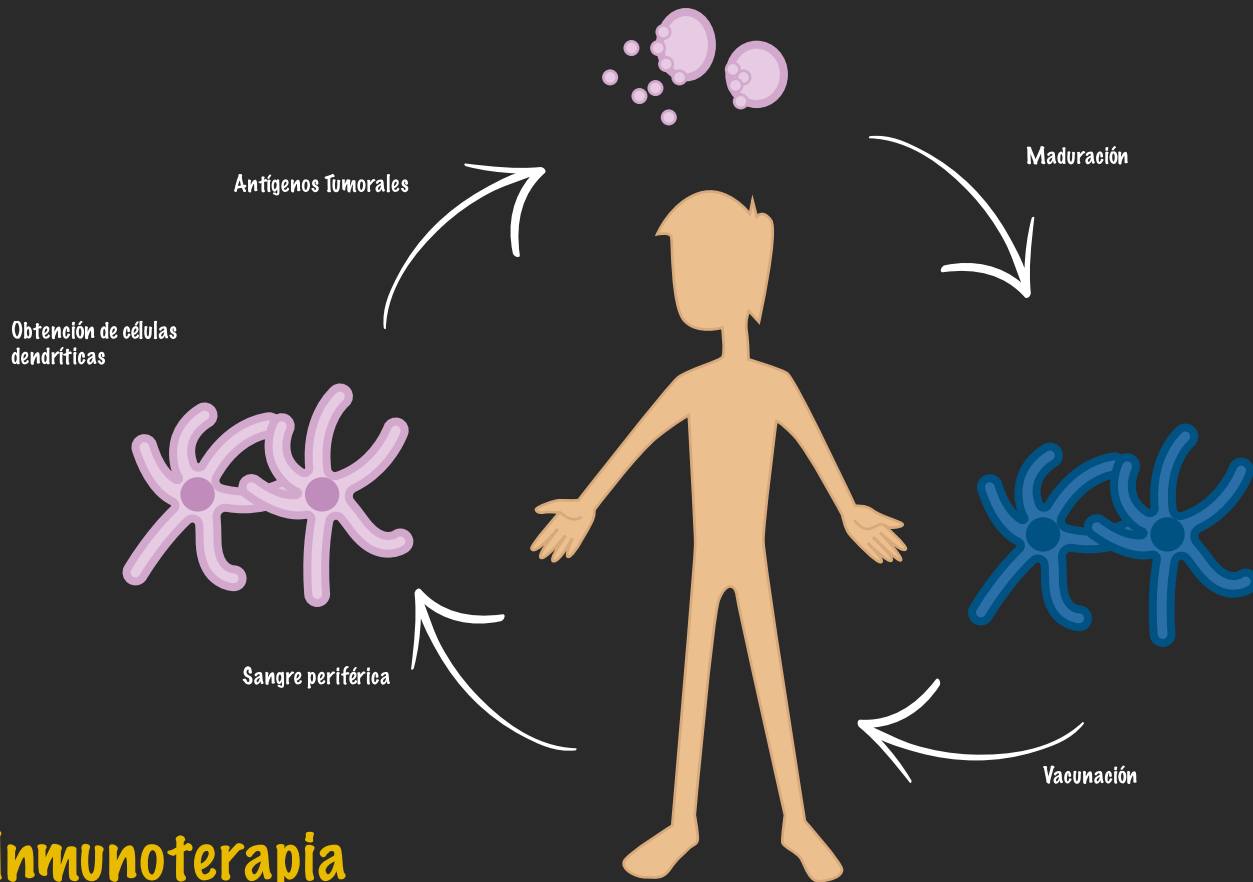 Maduración
Antígenos Tumorales
Obtención de células
dendríticas
Sangre periférica
Vacunación
inmunoterapia